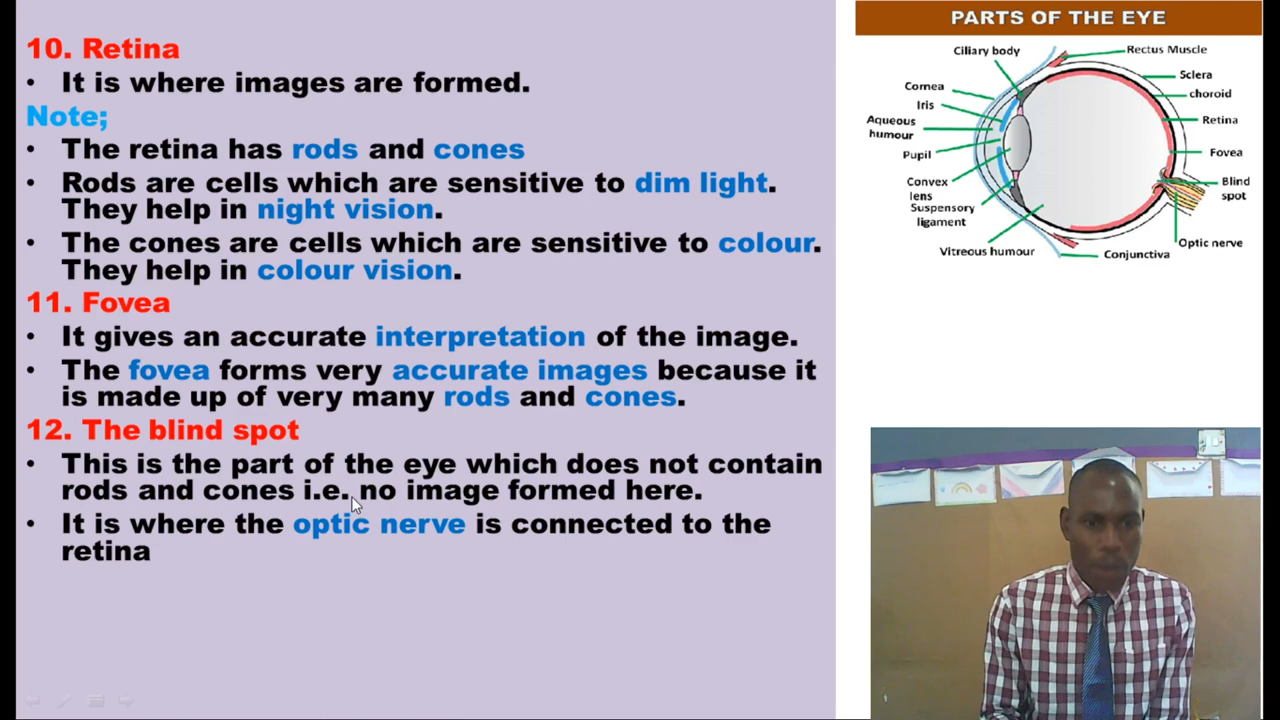 10. Retina
• It is where images are formed.
Note;
• The retina has rods and cones
• Rods are cells which are sensitive to dim light.
They help in night vision.
• The cones are cells which are sensitive to colour.
They help in colour vision.
11. Fovea
• It gives an accurate interpretation of the image.
• The fovea forms very accurate images because it
is made up of very many rods and cones.
12. The blind spot
• This is the part of the eye which does not contain
rods and cones i.e. no image formed here.
• It is where the optic nerve is connected to the
retina
PARTS OF THE EYE
Ciliary body
Rectus Muscle
Sclera
Cornea
choroid
Iris
Aqueous
humour
Retina
Pupil
Fovea
Convex
lens
Blind
spot
Suspensory
ligament
Optic nerve
Vitreous humour
Conjunctiva